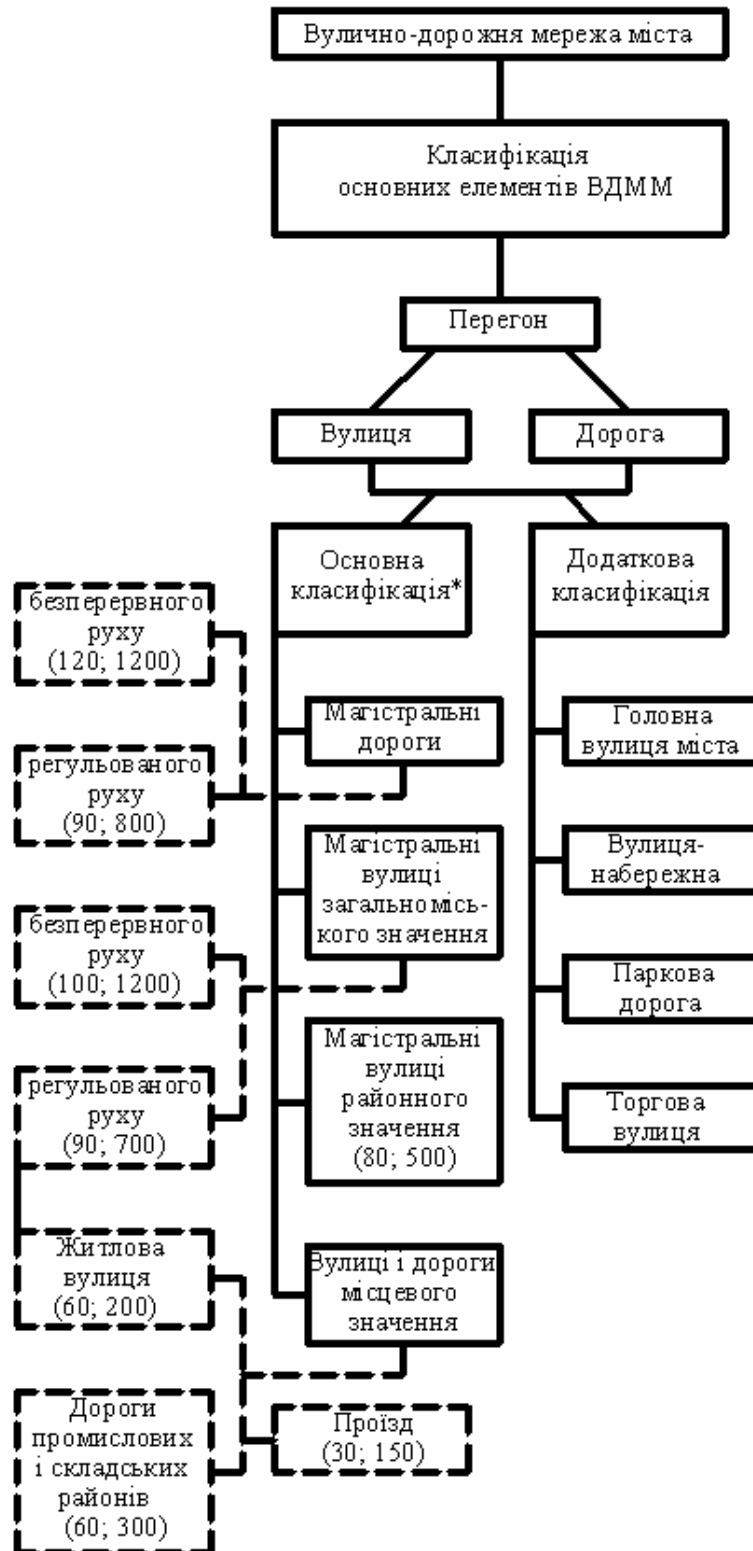 Вулично-дорожня мережа міста
Класифікація
основних елементів ВДММ
Перегон
Вулиця
Дорога
Основна
класифікація*
Додаткова
класифікація
безперервного
руху
(120; 1200)
регульованого
руху
(90; 800)
безперервного
руху
(100; 1200)
регульованого
руху
(90; 700)
Житлова
вулиця
(60; 200)
Дороги
промислових
і складських
районів
(60; 300)
Магістральні
дороги
Магістральні
вулиці
загальномісь-
кого значення
Магістральні
вулиці
районного
значення
(80; 500)
Вулиці і дороги
місцевого
значення
Проїзд
(30; 150)
Головна
вулиця міста
Вулиця-
набережна
Паркова
дорога
Торгова
вулиця